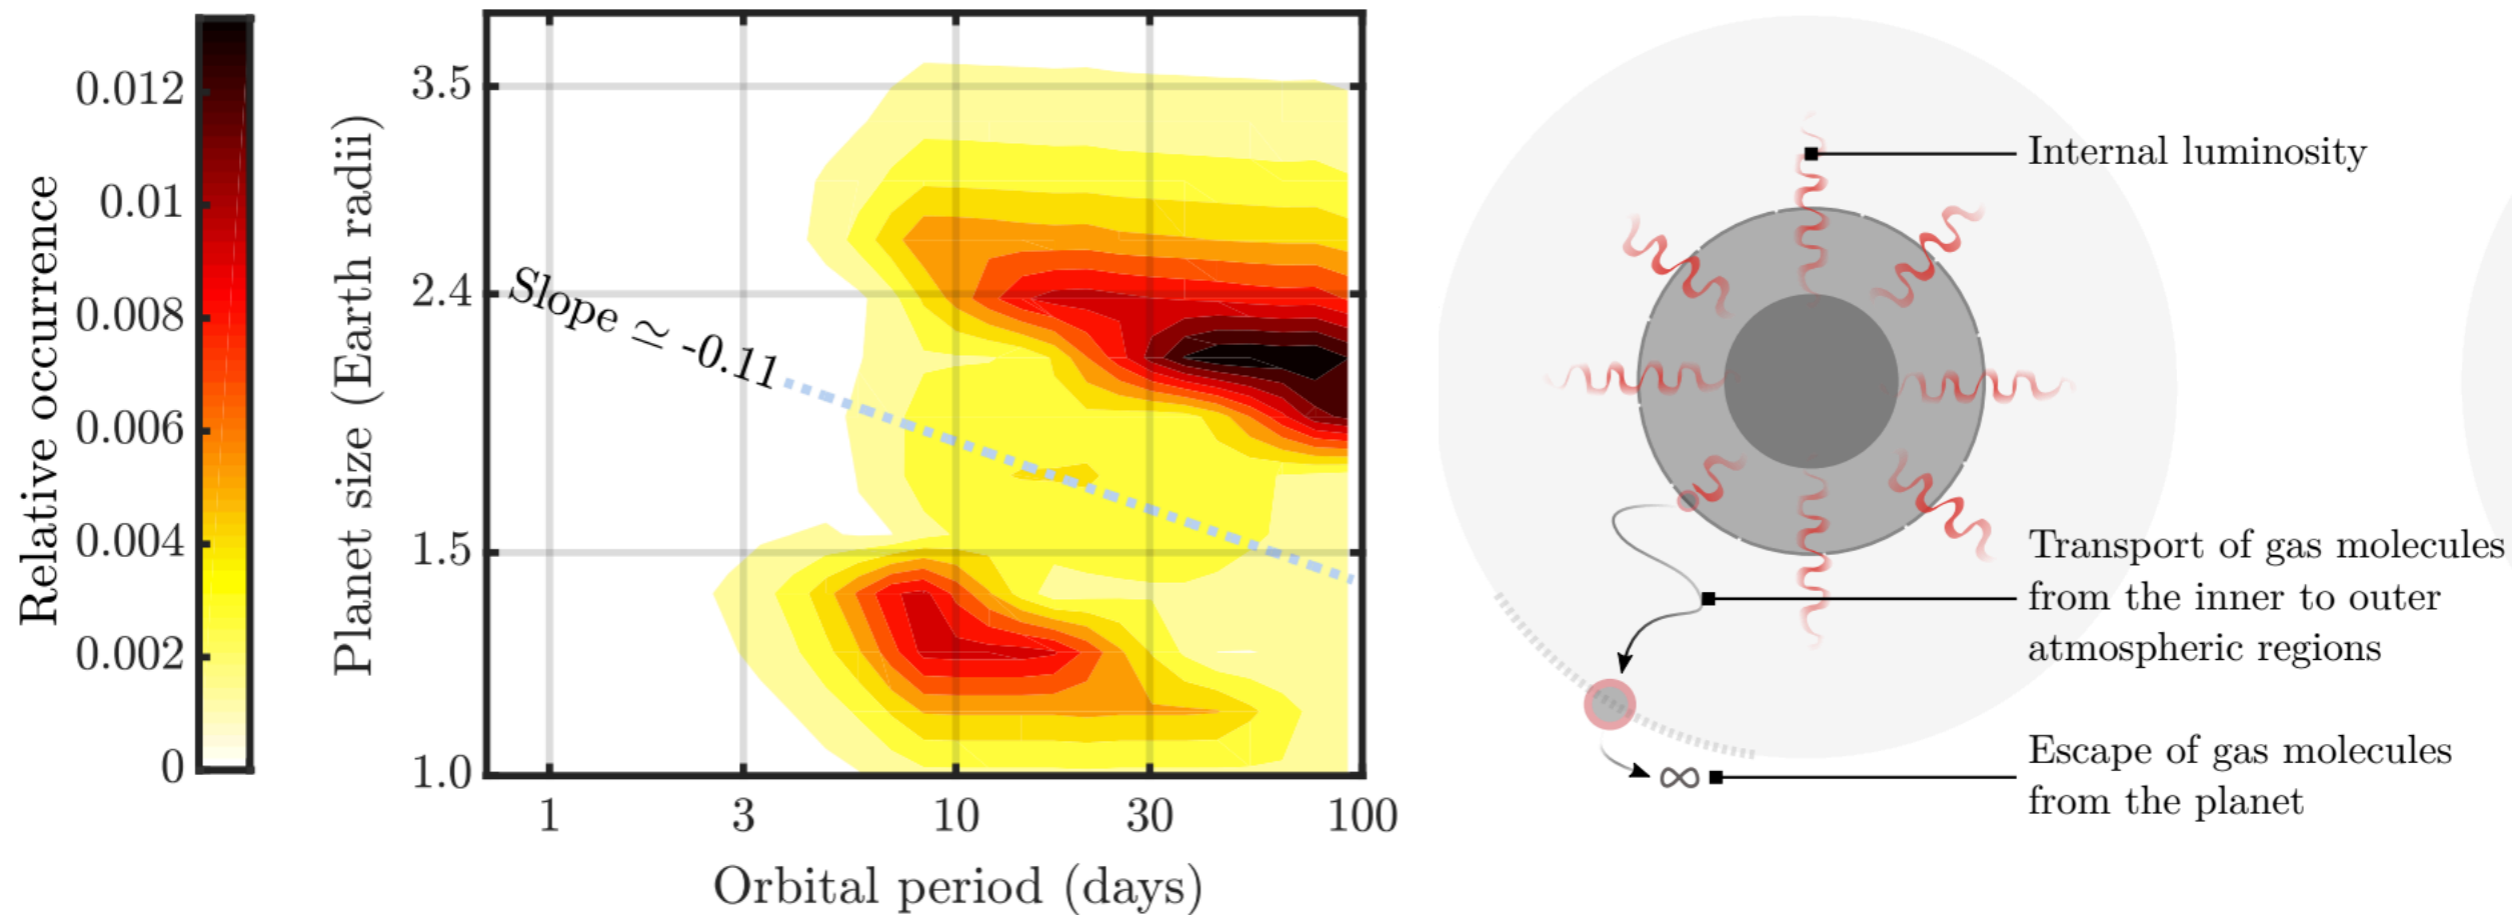 Relative occurrence
0.012
0.01
0.008
0.006
0.004
0.002
0
Planet size (Earth radii)
3.5
2.4
1.5
1.0
Slope ≃ -0.11
1 3 10 30 100
Orbital period (days)
Internal luminosity
Transport of gas molecules
from the inner to outer
atmospheric regions
∞
Escape of gas molecules
from the planet